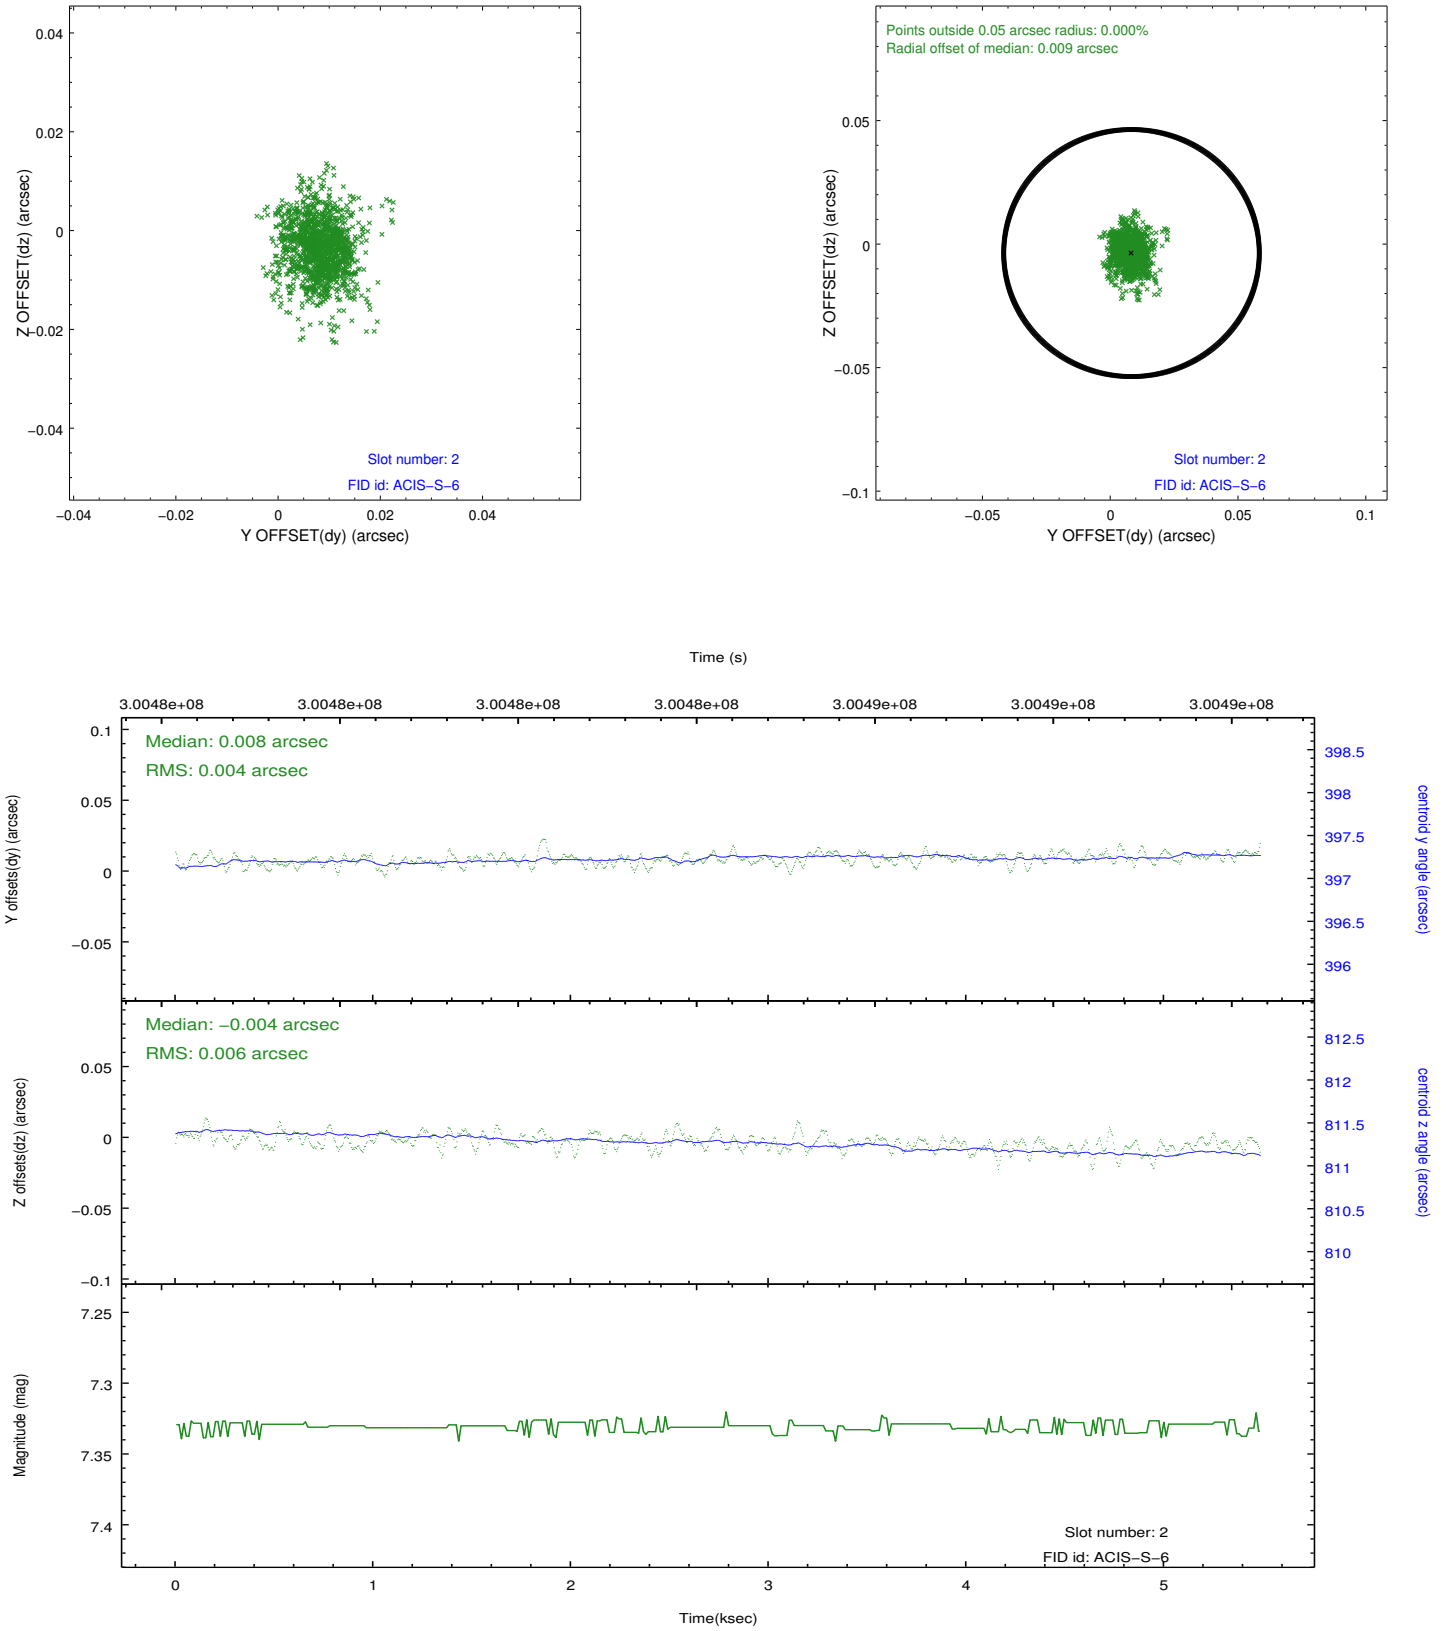 0.04
0.02
0
−0.02
−0.04
Z OFFSET(dz) (arcsec)
Slot number: 2
FID id: ACIS−S−6
−0.04 −0.02 0 0.02 0.04
Y OFFSET(dy) (arcsec)
Points outside 0.05 arcsec radius: 0.000%
Radial offset of median: 0.009 arcsec
0.05
0
−0.05
−0.1
Z OFFSET(dz) (arcsec)
Slot number: 2
FID id: ACIS−S−6
−0.05 0 0.05 0.1
Y OFFSET(dy) (arcsec)
Time (s)
3.0048e+08 3.0048e+08 3.0048e+08 3.0048e+08 3.0049e+08 3.0049e+08 3.0049e+08
Median: 0.008 arcsec
RMS: 0.004 arcsec
0.1
0.05
0
−0.05
Y offsets(dy) (arcsec)
398.5
398
397.5
397
396.5
396
centroid y angle (arcsec)
Median: −0.004 arcsec
RMS: 0.006 arcsec
0.05
0
−0.05
−0.1
Z offsets(dz) (arcsec)
812.5
812
811.5
811
810.5
810
centroid z angle (arcsec)
7.25
7.3
7.35
7.4
Magnitude (mag)
Slot number: 2
FID id: ACIS−S−6
0 1 2 3 4 5
Time(ksec)